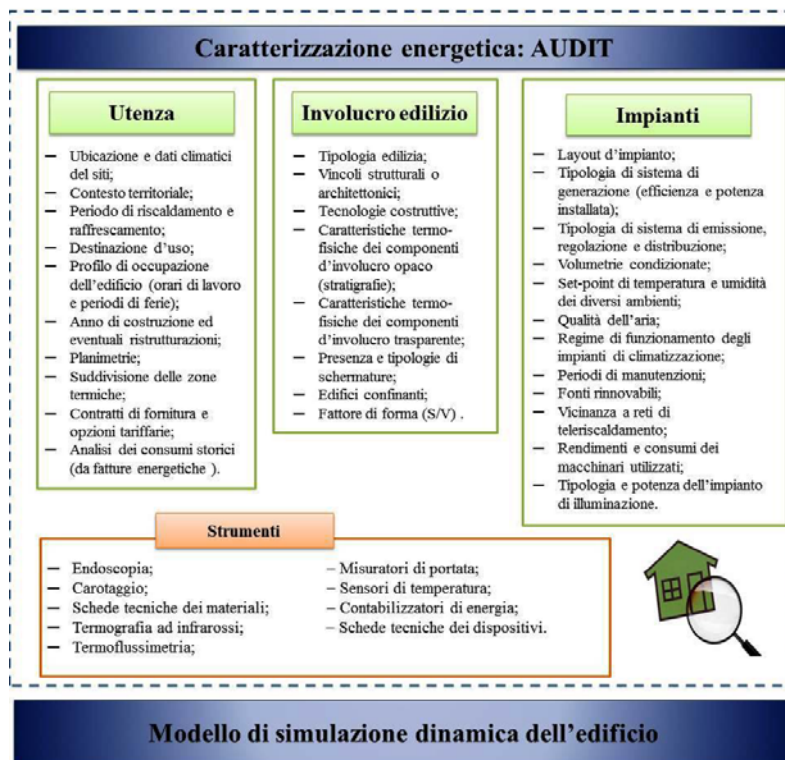 Caratterizzazione energetica: AUDIT
Utenza
– Ubicazione e dati climatici
del siti;
– Contesto territoriale;
– Periodo di riscaldamento e
raffrescamento;
– Destinazione d'uso;
– Profilo di occupazione
dell'edificio (orari di lavoro
e periodi di ferie);
– Anno di costruzione ed
eventuali ristrutturazioni;
– Planimetrie;
– Suddivisione delle zone
termiche;
– Contratti di fornitura e
opzioni tariffarie;
– Analisi dei consumi storici
(da fatture energetiche ).
Involucro edilizio
– Tipologia edilizia;
– Vincoli strutturali o
architettonici;
– Tecnologie costruttive;
– Caratteristiche termo-
fisiche dei componenti
d'involucro opaco
(stratigrafie);
– Caratteristiche termo-
fisiche dei componenti
d'involucro trasparente;
– Presenza e tipologie di
schermature;
– Edifici confinanti;
– Fattore di forma (S/V) .
Impianti
– Layout d'impianto;
– Tipologia di sistema di
generazione (efficienza e potenza
installata);
– Tipologia di sistema di emissione,
regolazione e distribuzione;
– Volumetrie condizionate;
– Set-point di temperatura e umidità
dei diversi ambienti;
– Qualità dell'aria;
– Regime di funzionamento degli
impianti di climatizzazione;
– Periodi di manutenzioni;
– Fonti rinnovabili;
– Vicinanza a reti di
teleriscaldamento;
– Rendimenti e consumi dei
macchinari utilizzati;
– Tipologia e potenza dell'impianto
di illuminazione.
Strumenti
– Endoscopia;
– Carotaggio;
– Schede tecniche dei materiali;
– Termografia ad infrarossi;
– Termoflussimetria;
– Misuratori di portata;
– Sensori di temperatura;
– Contabilizzatori di energia;
– Schede tecniche dei dispositivi.
Modello di simulazione dinamica dell'edificio